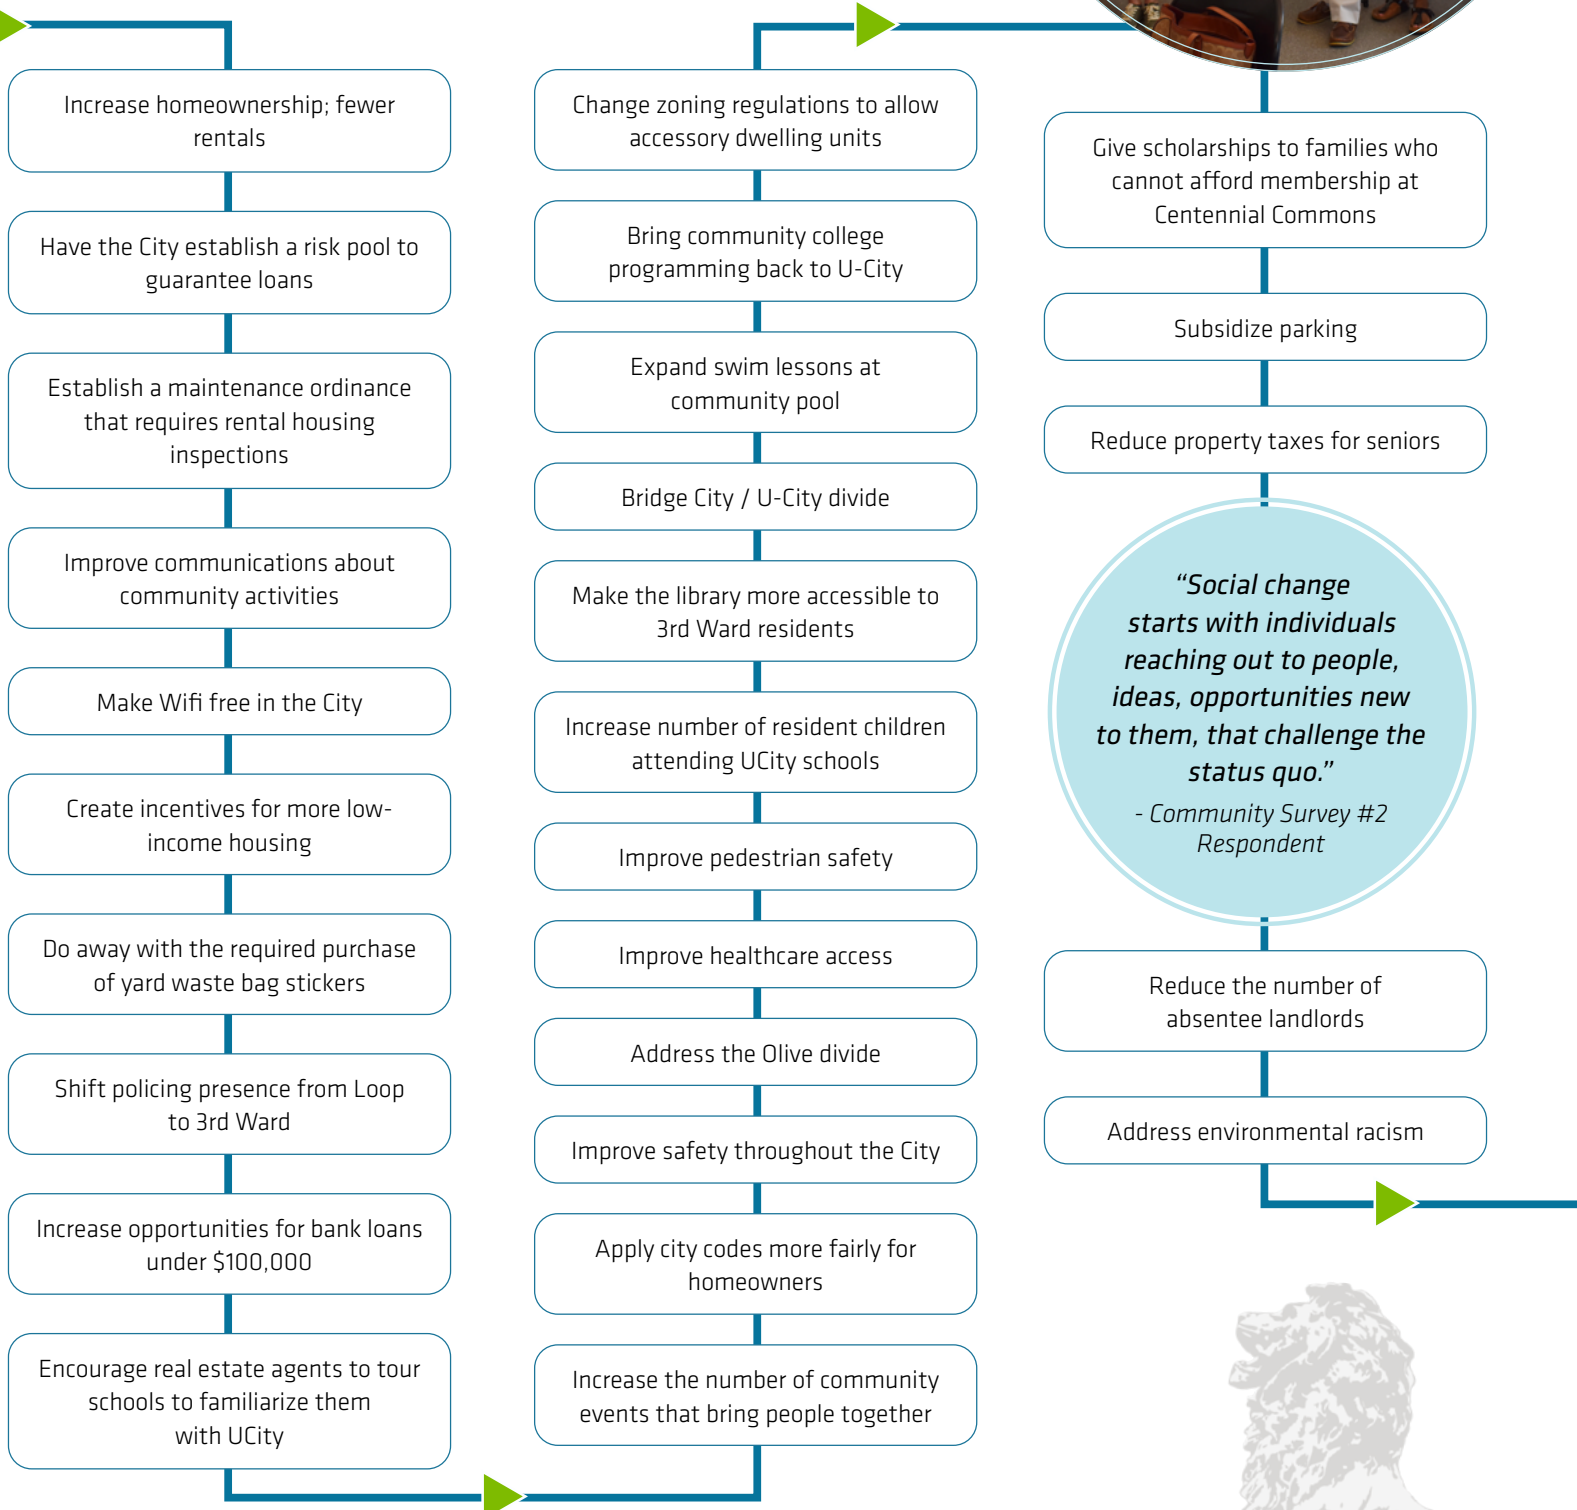 Increase homeownership; fewer
rentals
Have the City establish a risk pool to
guarantee loans
Establish a maintenance ordinance
that requires rental housing
inspections
Improve communications about
community activities
Make Wifi free in the City
Create incentives for more low-
income housing
Do away with the required purchase
of yard waste bag stickers
Shift policing presence from Loop
to 3rd Ward
Increase opportunities for bank loans
under $100,000
Encourage real estate agents to tour
schools to familiarize them
with UCity
Change zoning regulations to allow
accessory dwelling units
Bring community college
programming back to U-City
Expand swim lessons at
community pool
Bridge City / U-City divide
Make the library more accessible to
3rd Ward residents
Increase number of resident children
attending UCity schools
Improve pedestrian safety
Improve healthcare access
Address the Olive divide
Improve safety throughout the City
Apply city codes more fairly for
homeowners
Increase the number of community
events that bring people together
Give scholarships to families who
cannot afford membership at
Centennial Commons
Subsidize parking
Reduce property taxes for seniors
“Social change
starts with individuals
reaching out to people,
ideas, opportunities new
to them, that challenge the
status quo.”
- Community Survey #2
Respondent
Reduce the number of
absentee landlords
Address environmental racism